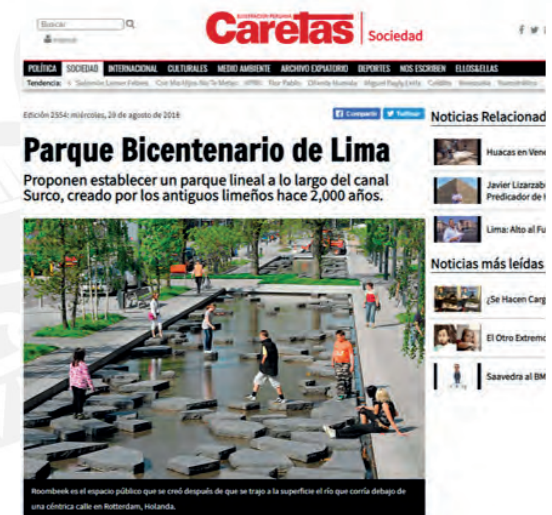 Buscar
ILUSTRACIÓN PERUANA
Caretas Sociedad
POLÍTICA SOCIEDAD INTERNACIONAL CULTURALES MEDIO AMBIENTE ARCHIVO EXPIATORIO DEPORTES NOS ESCRIBEN ELLOS&ELLAS
Tendencia:
Edición 2554: miércoles, 29 de agosto de 2018
Compartir Twittear
Noticias Relacionad
Parque Bicentenario de Lima
Proponen establecer un parque lineal a lo largo del canal
Surco, creado por los antiguos limeños hace 2,000 años.
Huacas en Vene
Javier Lizarzab
Predicador de
Lima: Alto al Fu
Noticias más leídas
¿Se Hacen Carg
El Otro Extremo
Saavedra al BM
Roombeek es el espacio público que se creó después de que se trajo a la superficie el río que corría debajo de
una céntrica calle en Rotterdam, Holanda.